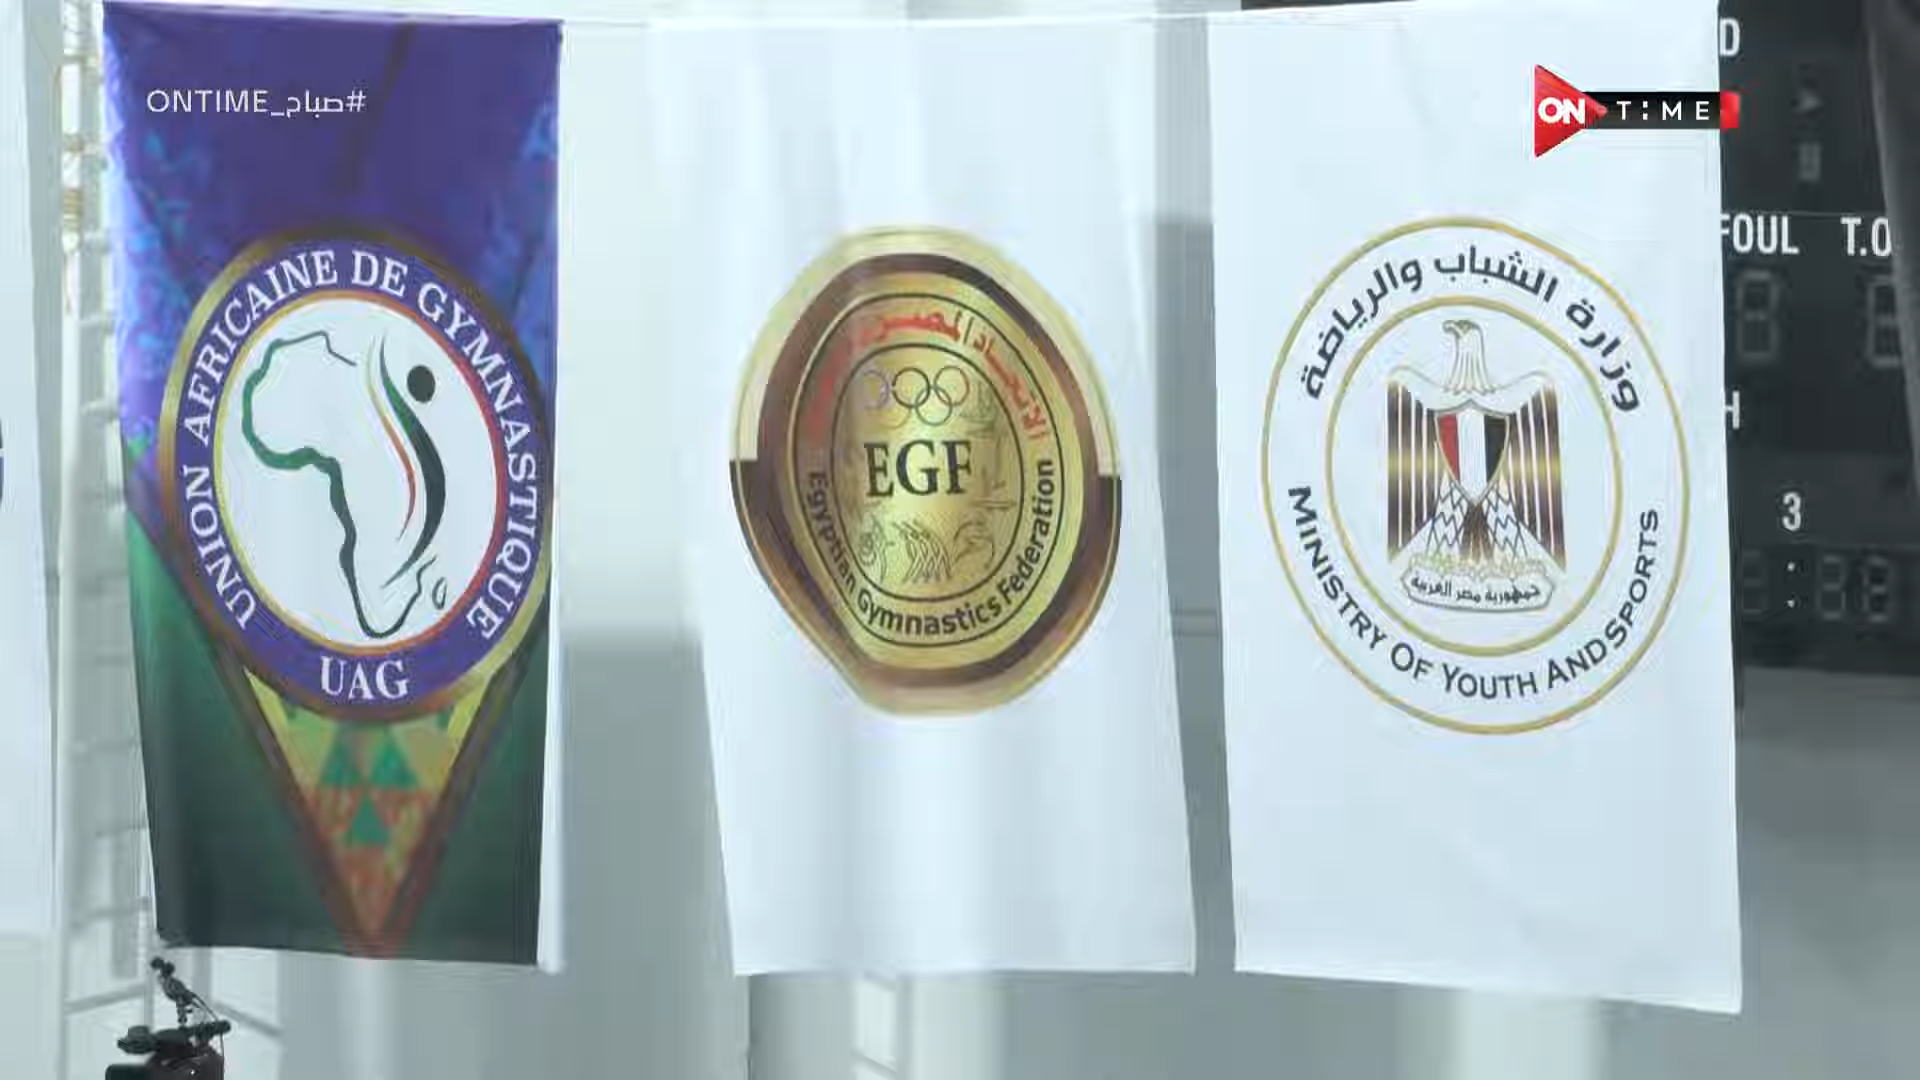 #صباح_ONTIME
ON TIME
UNION AFRICAINE DE GYMNASTIQUE
UAG
الاتحاد المصرى
EGF
Egyptian Gymnastics Federation
وزارة الشباب والرياضة
جمهورية مصر العربية
MINISTRY OF YOUTH AND SPORTS
FOUL T.O
3